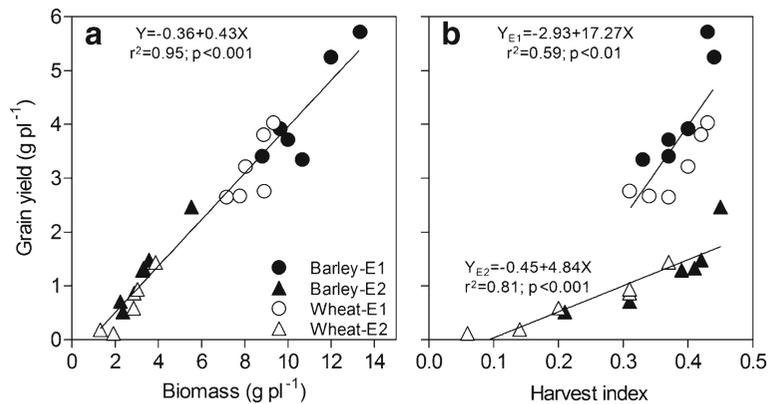 a
Y=-0.36+0.43X
r²=0.95; p<0.001
Grain yield (g pl⁻¹)
6
5
4
3
2
1
0
Barley-E1
Barley-E2
Wheat-E1
Wheat-E2
0 2 4 6 8 10 12 14
Biomass (g pl⁻¹)
b
Y_E1=-2.93+17.27X
r²=0.59; p<0.01
Y_E2=-0.45+4.84X
r²=0.81; p<0.001
0.0 0.1 0.2 0.3 0.4 0.5
Harvest index